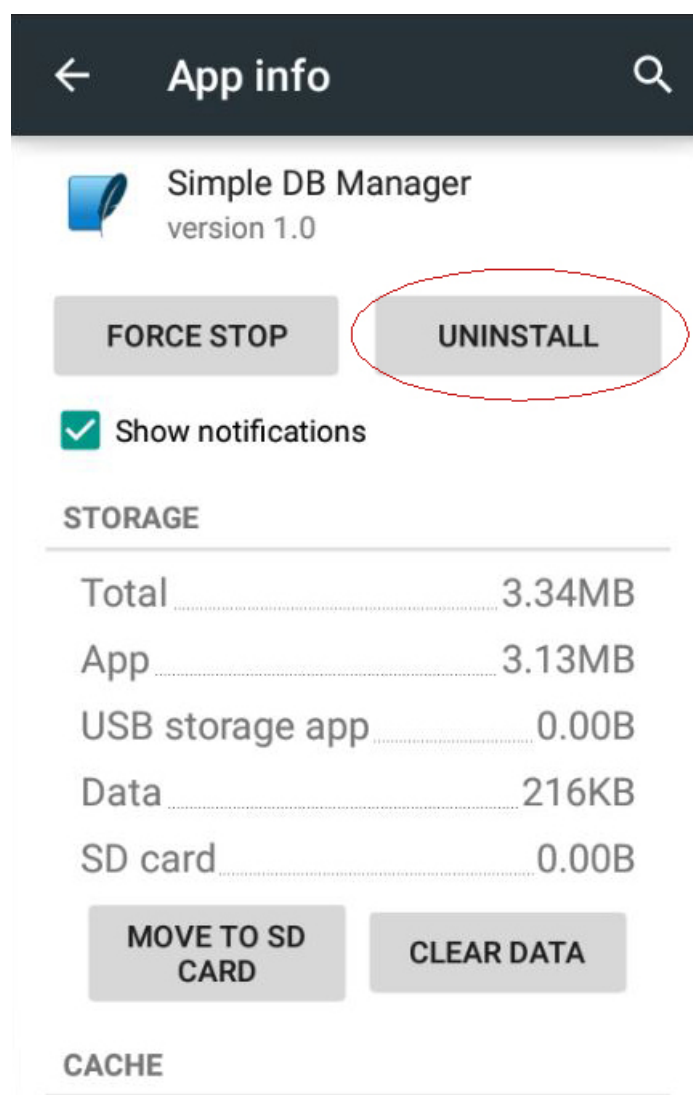 App info
Simple DB Manager
version 1.0
FORCE STOP
UNINSTALL
Show notifications
STORAGE
Total 3.34MB
App 3.13MB
USB storage app 0.00B
Data 216KB
SD card 0.00B
MOVE TO SD
CARD
CLEAR DATA
CACHE